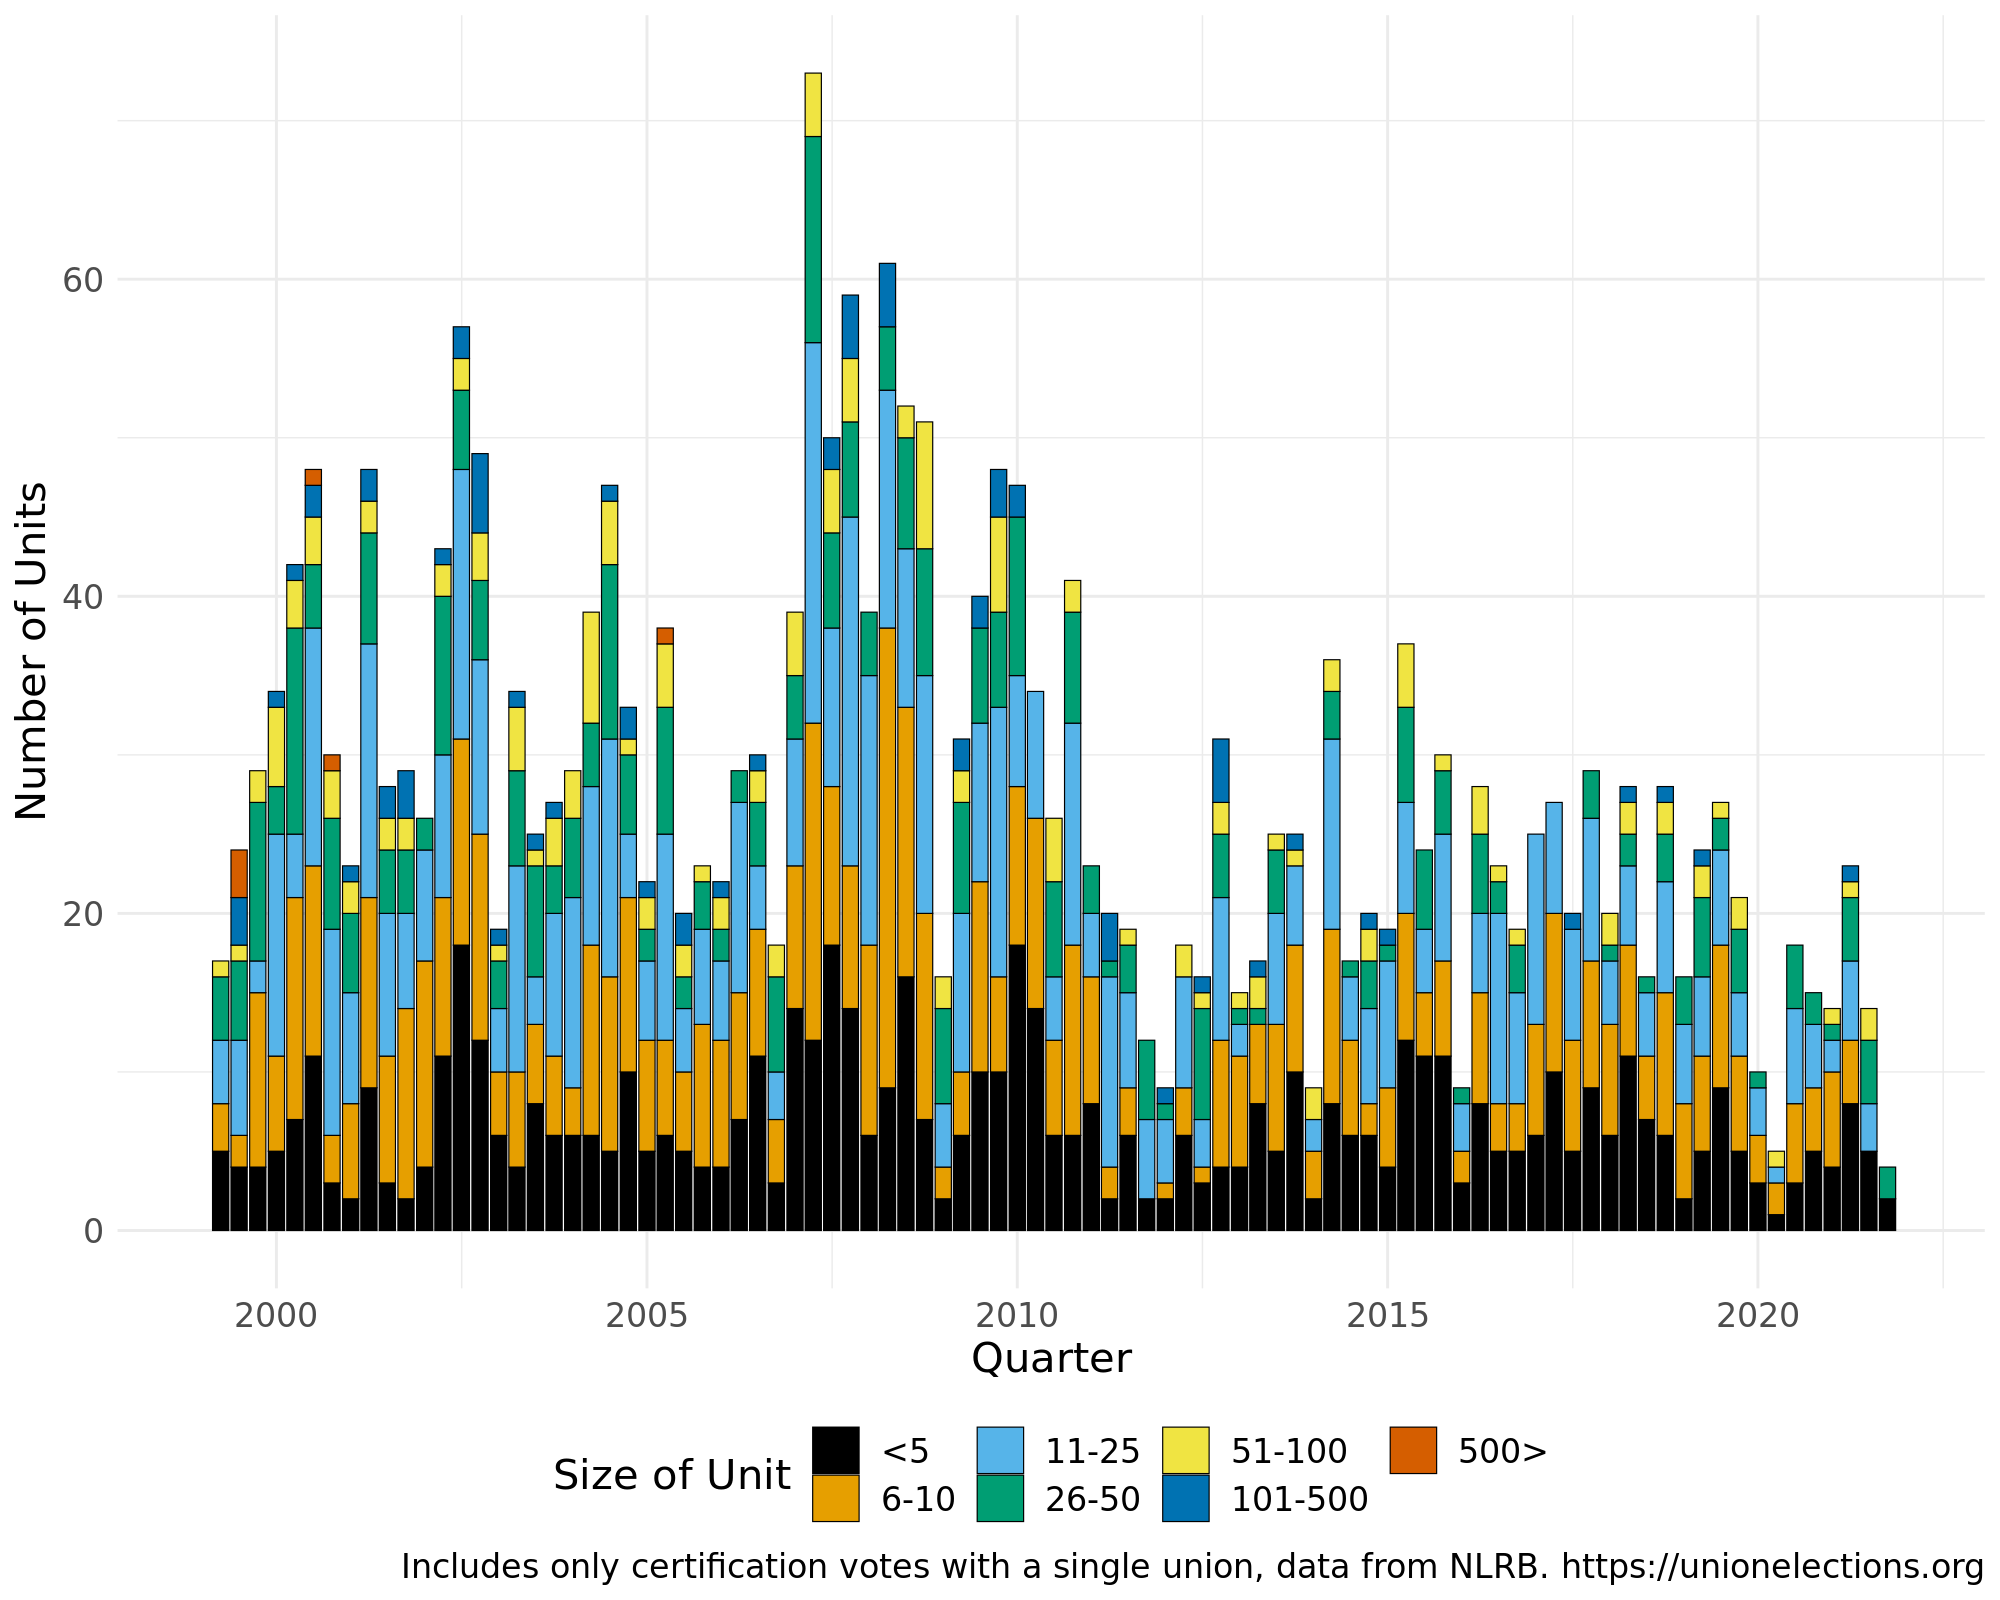 Number of Units
60
40
20
0
2000 2005 2010 2015 2020
Quarter
Size of Unit
<5 11-25 51-100 500>
6-10 26-50 101-500
Includes only certification votes with a single union, data from NLRB. https://unionelections.org